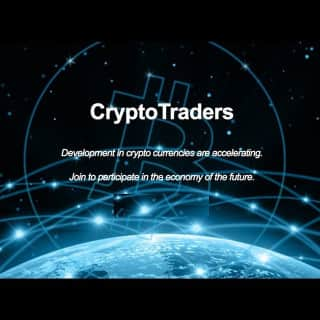 CryptoTraders
Development in crypto currencies are accelerating.
Join to participate in the economy of the future.